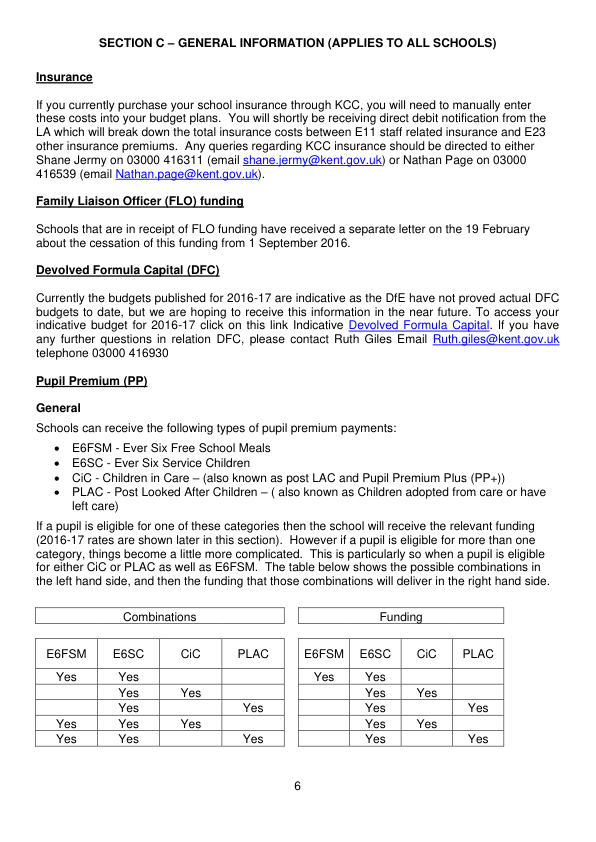 SECTION C – GENERAL INFORMATION (APPLIES TO ALL SCHOOLS)
Insurance
If you currently purchase your school insurance through KCC, you will need to manually enter
these costs into your budget plans.  You will shortly be receiving direct debit notification from the
LA which will break down the total insurance costs between E11 staff related insurance and E23
other insurance premiums.  Any queries regarding KCC insurance should be directed to either
Shane Jermy on 03000 416311 (email shane.jermy@kent.gov.uk) or Nathan Page on 03000
416539 (email Nathan.page@kent.gov.uk).
Family Liaison Officer (FLO) funding
Schools that are in receipt of FLO funding have received a separate letter on the 19 February
about the cessation of this funding from 1 September 2016.
Devolved Formula Capital (DFC)
Currently the budgets published for 2016-17 are indicative as the DfE have not proved actual DFC
budgets to date, but we are hoping to receive this information in the near future. To access your
indicative budget for 2016-17 click on this link Indicative Devolved Formula Capital. If you have
any further questions in relation DFC, please contact Ruth Giles Email Ruth.giles@kent.gov.uk
telephone 03000 416930
Pupil Premium (PP)
General
Schools can receive the following types of pupil premium payments:
• E6FSM - Ever Six Free School Meals
• E6SC - Ever Six Service Children
• CiC - Children in Care – (also known as post LAC and Pupil Premium Plus (PP+))
• PLAC - Post Looked After Children – ( also known as Children adopted from care or have
left care)
If a pupil is eligible for one of these categories then the school will receive the relevant funding
(2016-17 rates are shown later in this section).  However if a pupil is eligible for more than one
category, things become a little more complicated.  This is particularly so when a pupil is eligible
for either CiC or PLAC as well as E6FSM.  The table below shows the possible combinations in
the left hand side, and then the funding that those combinations will deliver in the right hand side.
Combinations Funding
E6FSM E6SC CiC PLAC E6FSM E6SC CiC PLAC
Yes Yes Yes Yes
Yes Yes Yes Yes
Yes Yes Yes Yes
Yes Yes Yes Yes Yes
Yes Yes Yes Yes Yes
6